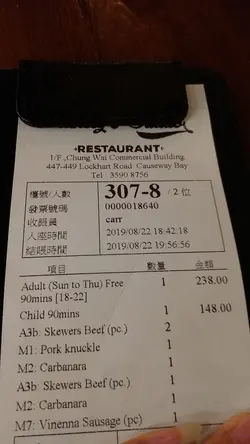 RESTAURANT
1/F ,Chung Wai Commercial Building.
447-449 Lockhart Road Causeway Bay
Tel : 3590 8756
檯號/人數 307-8 / 2 位
發票號碼 0000018640
收銀員 carr
入座時間 2019/08/22 18:42:18
結賬時間 2019/08/22 19:56:56
項目 數量 金額
Adult (Sun to Thu) Free 1 238.00
90mins [18-22]
Child 90mins 1 148.00
A3b: Skewers Beef (pc.) 2
M1: Pork knuckle 1
M2: Carbanara 1
A3b: Skewers Beef (pc.) 1
M2: Carbanara 1
M7: Vinenna Sausage (pc.) 1